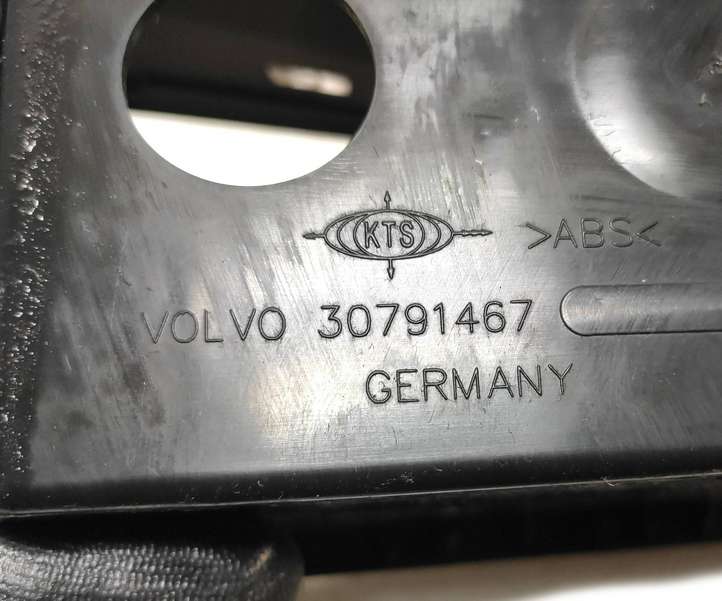 KTS >ABS<
VOLVO 30791467
GERMANY